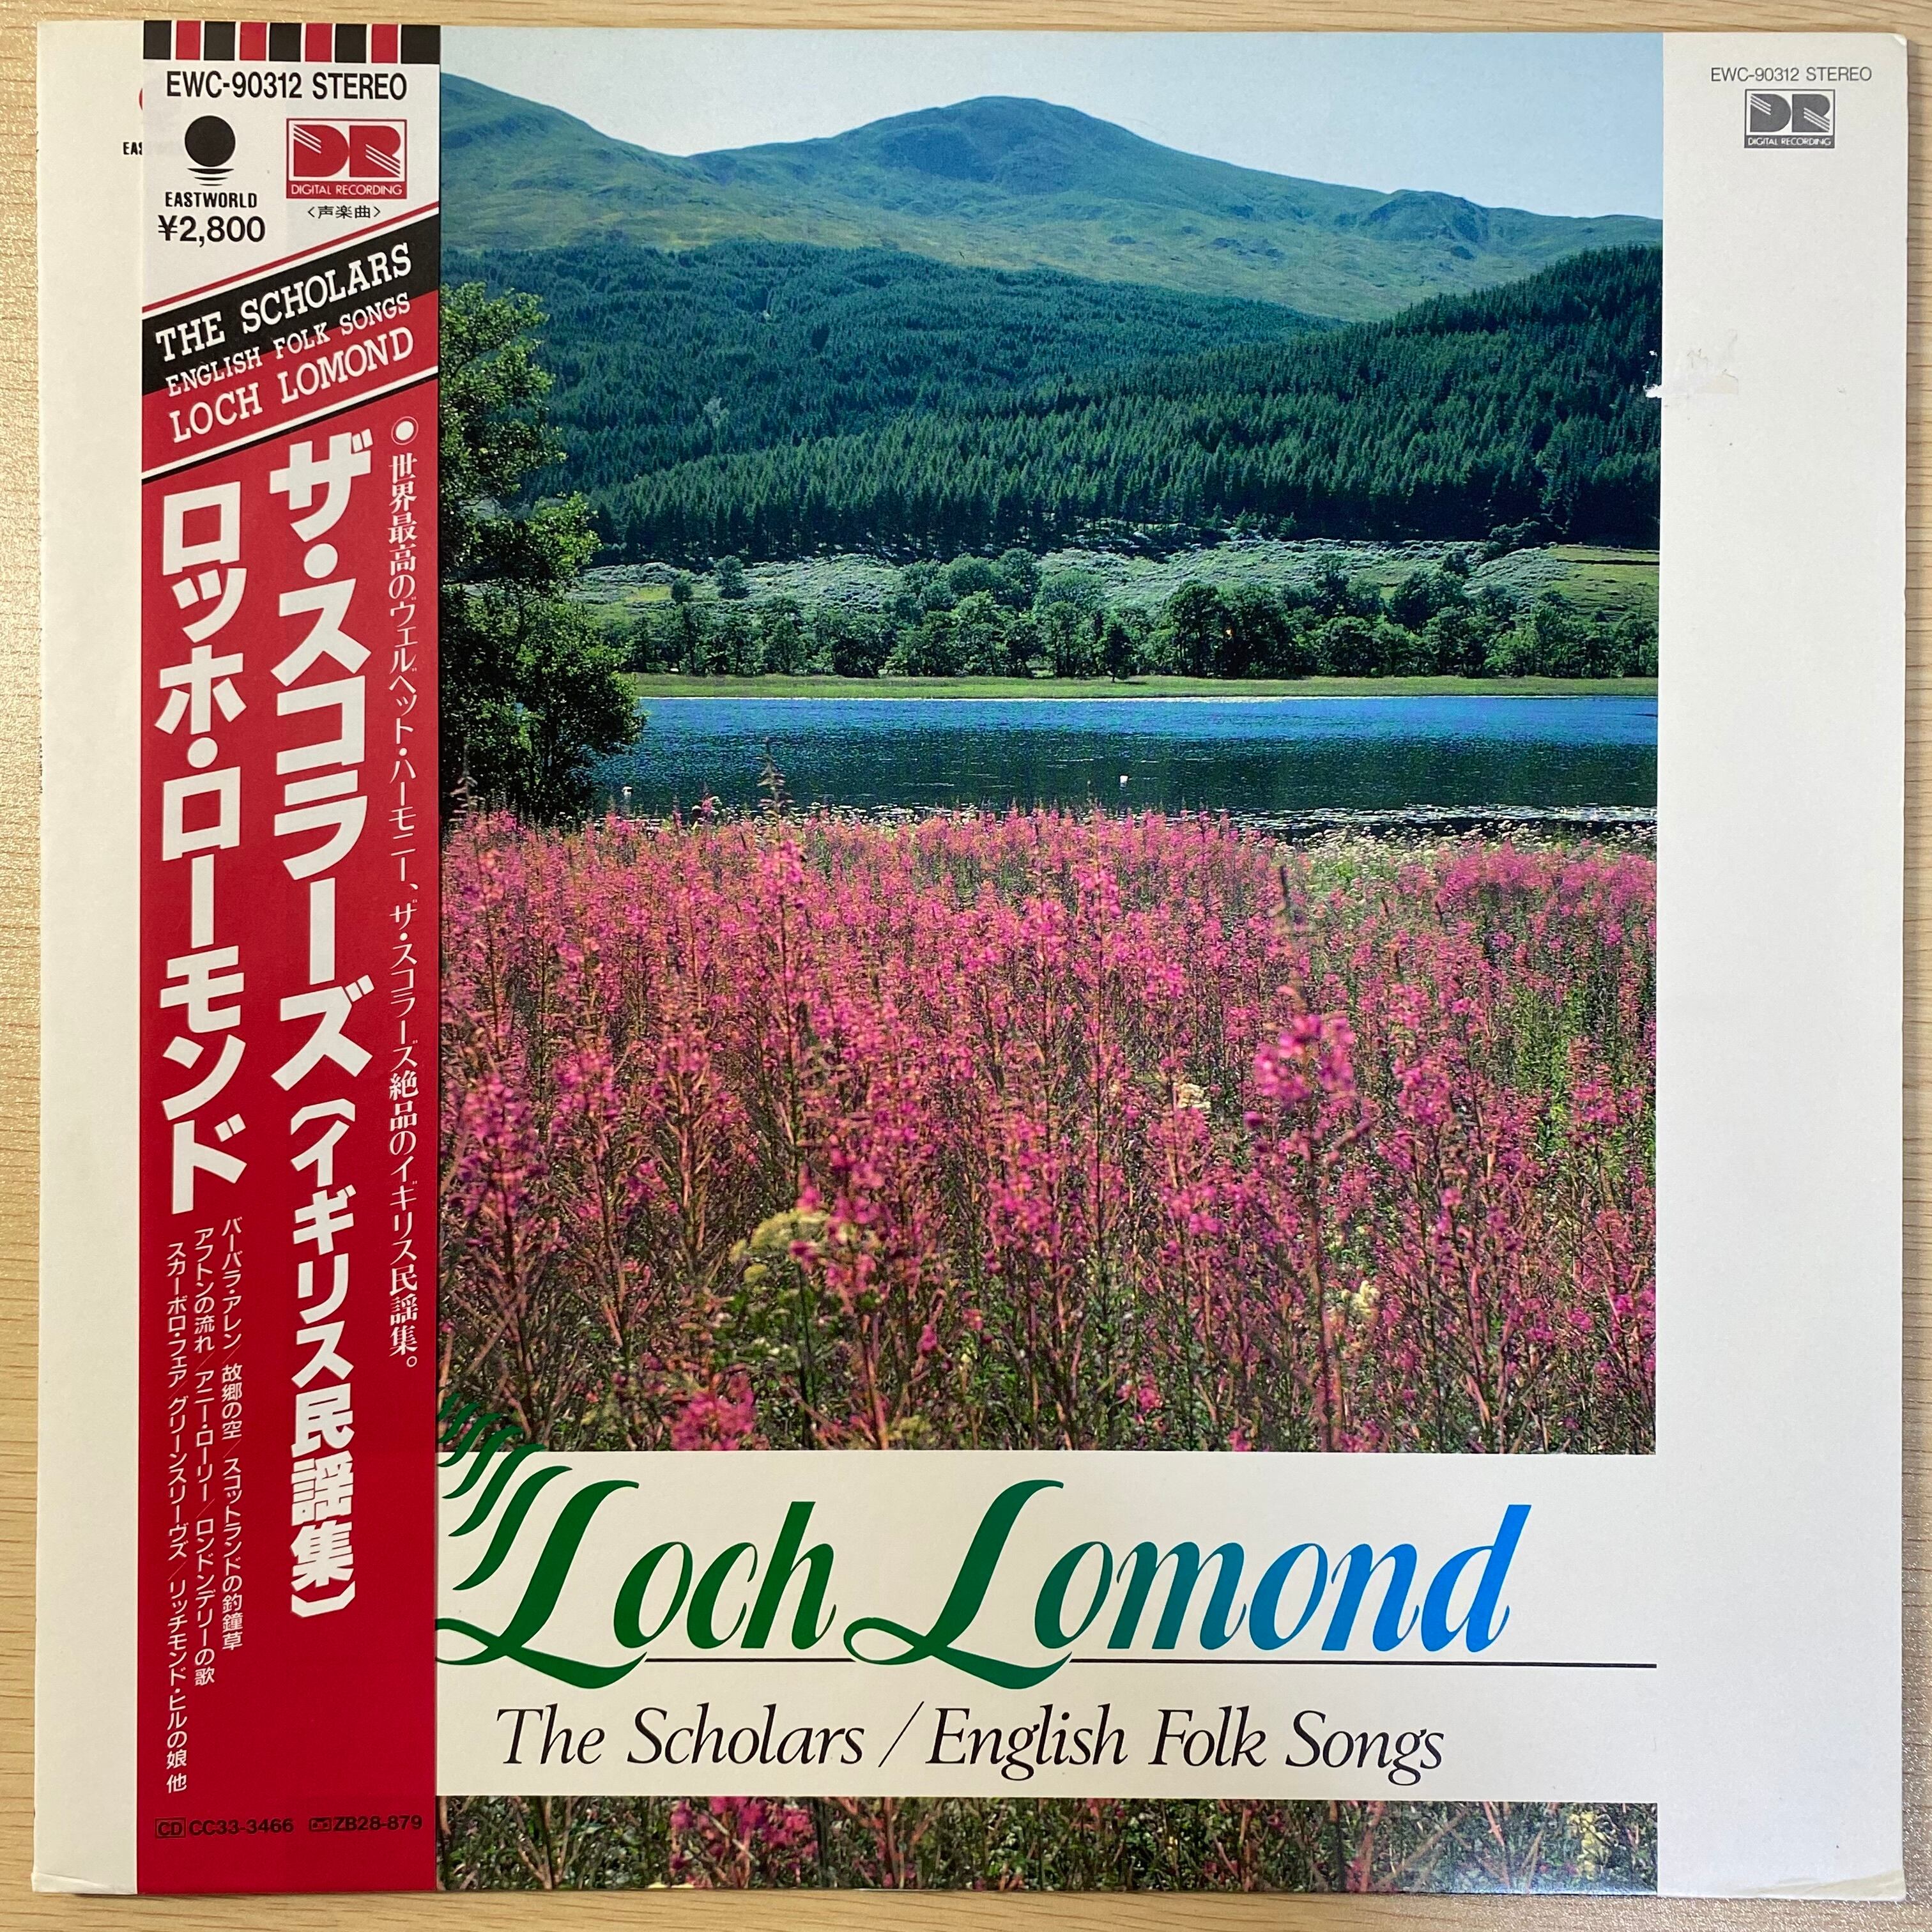 EWC-90312 STEREO
EASTWORLD
DR
DIGITAL RECORDING
¥2,800
<声楽曲>
THE SCHOLARS
ENGLISH FOLK SONGS
LOCH LOMOND
◉世界最高のヴェルベット・ハーモニー、ザ・スコラーズ絶品のイギリス民謡集。
ザ・スコラーズ〔イギリス民謡集〕
ロッホ・ローモンド
バーバラ・アレン/故郷の空/スコットランドの釣鐘草
アフトンの流れ/アニー・ローリー/ロンドンデリーの歌
スカーボロ・フェア/グリーンスリーヴズ/リッチモンド・ヒルの娘 他
CD CC33-3466 ZB28-879
EAS
EWC-90312 STEREO
DR
DIGITAL RECORDING
Loch Lomond
The Scholars / English Folk Songs